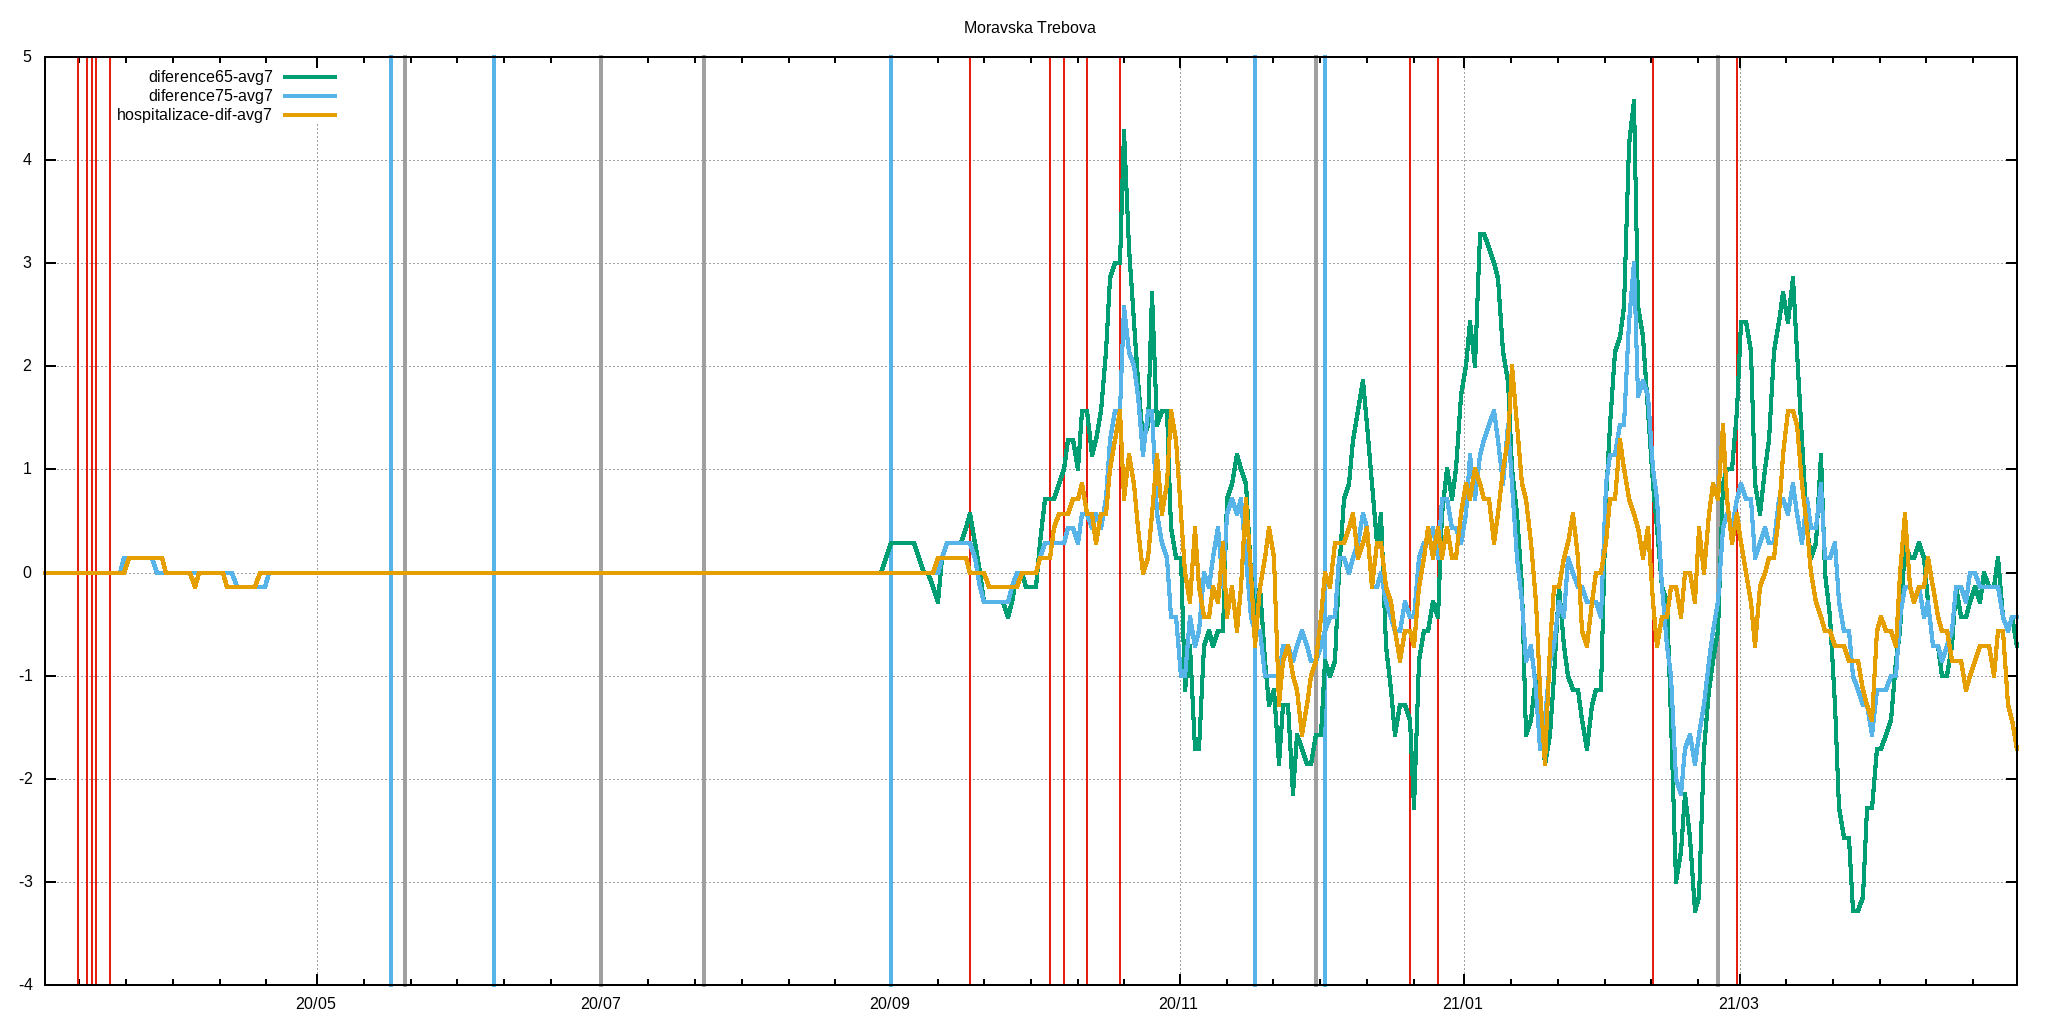 Moravska Trebova
diference65-avg7
diference75-avg7
hospitalizace-dif-avg7
5
4
3
2
1
0
-1
-2
-3
-4
20/05 20/07 20/09 20/11 21/01 21/03